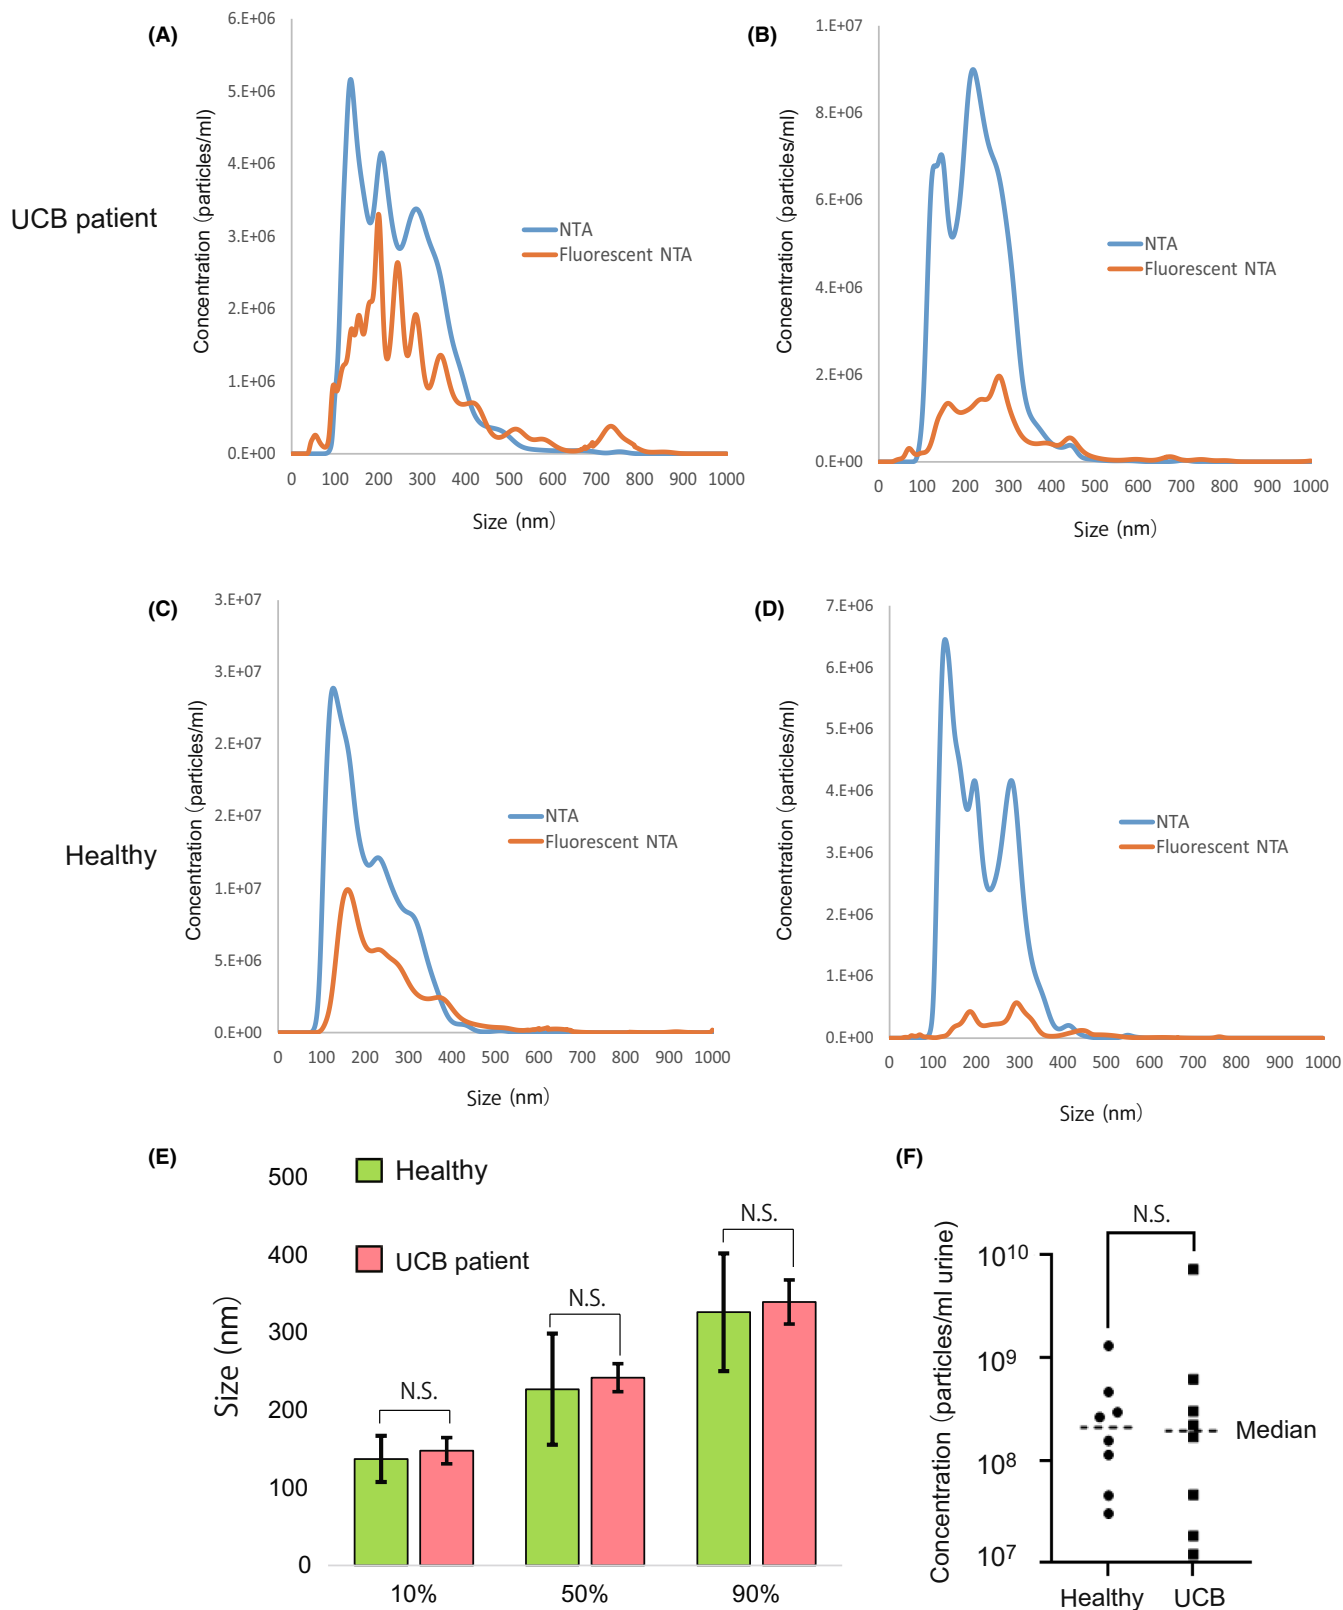 (A)
6.E+06
5.E+06
4.E+06
3.E+06
2.E+06
1.E+06
0.E+00
Concentration (particles/ml)
NTA
Fluorescent NTA
0 100 200 300 400 500 600 700 800 900 1000
Size (nm)
UCB patient
(B)
1.E+07
8.E+06
6.E+06
4.E+06
2.E+06
0.E+00
Concentration (particles/ml)
NTA
Fluorescent NTA
0 100 200 300 400 500 600 700 800 900 1000
Size (nm)
(C)
3.E+07
3.E+07
2.E+07
2.E+07
1.E+07
5.E+06
0.E+00
Concentration (particles/ml)
NTA
Fluorescent NTA
0 100 200 300 400 500 600 700 800 900 1000
Size (nm)
Healthy
(D)
7.E+06
6.E+06
5.E+06
4.E+06
3.E+06
2.E+06
1.E+06
0.E+00
Concentration (particles/ml)
NTA
Fluorescent NTA
0 100 200 300 400 500 600 700 800 900 1000
Size (nm)
(E)
500
400
300
200
100
0
Size (nm)
Healthy
UCB patient
N.S.
N.S.
N.S.
10% 50% 90%
(F)
N.S.
10¹⁰
10⁹
10⁸
10⁷
Concentration (particles/ml urine)
Median
Healthy UCB